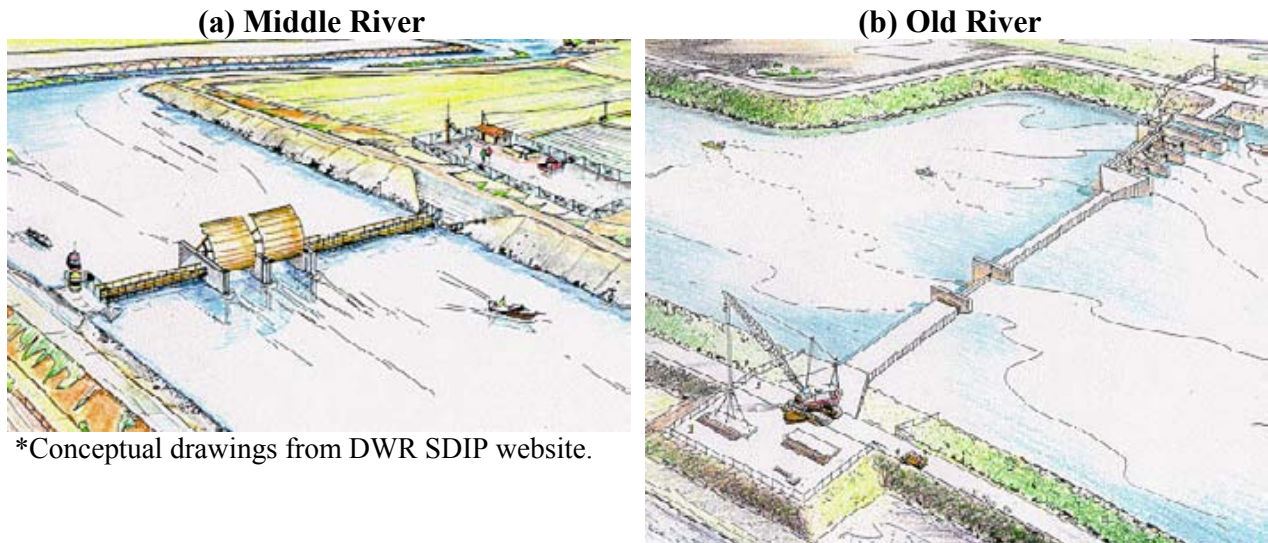 (a) Middle River
(b) Old River
*Conceptual drawings from DWR SDIP website.